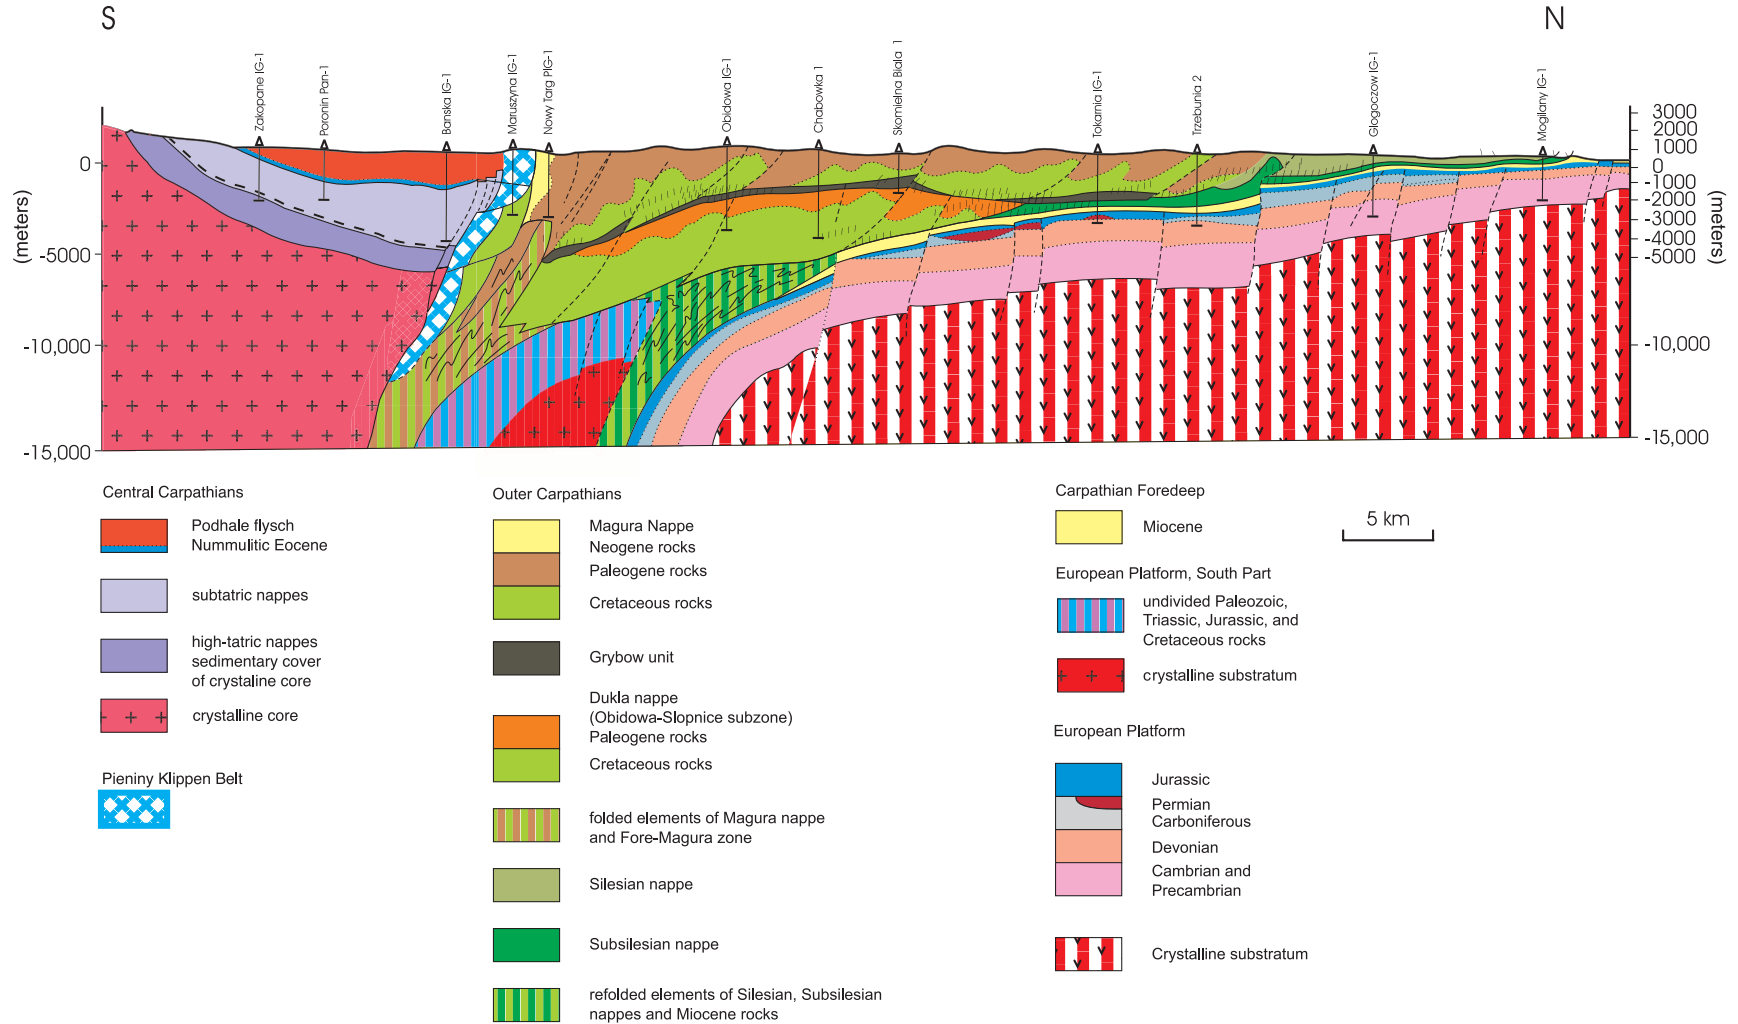 S
N
Zakopane IG-1
Poronin Pan-1
Banska IG-1
Maruszyna IG-1
Nowy Targ PIG-1
Obidowa IG-1
Chabowka 1
Skomielna Biala 1
Tokarnia IG-1
Trzebunia 2
Glogoczow IG-1
Mogilany IG-1
0
-5000
-10,000
-15,000
(meters)
3000
2000
1000
0
-1000
-2000
-3000
-4000
-5000
-10,000
-15,000
(meters)
Central Carpathians
Podhale flysch
Nummulitic Eocene
subtatric nappes
high-tatric nappes
sedimentary cover
of crystaline core
crystalline core
Pieniny Klippen Belt
Outer Carpathians
Magura Nappe
Neogene rocks
Paleogene rocks
Cretaceous rocks
Grybow unit
Dukla nappe
(Obidowa-Slopnice subzone)
Paleogene rocks
Cretaceous rocks
folded elements of Magura nappe
and Fore-Magura zone
Silesian nappe
Subsilesian nappe
refolded elements of Silesian, Subsilesian
nappes and Miocene rocks
Carpathian Foredeep
Miocene
5 km
European Platform, South Part
undivided Paleozoic,
Triassic, Jurassic, and
Cretaceous rocks
crystalline substratum
European Platform
Jurassic
Permian
Carboniferous
Devonian
Cambrian and
Precambrian
Crystalline substratum